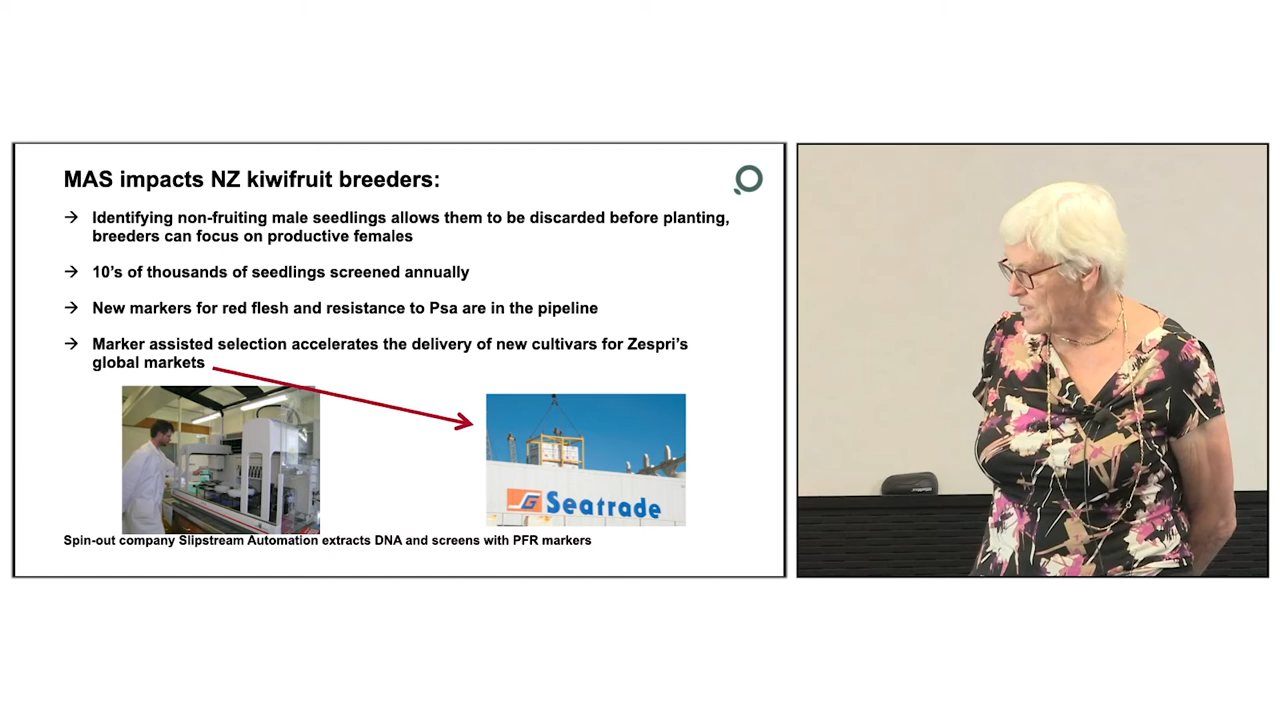 MAS impacts NZ kiwifruit breeders:
→ Identifying non-fruiting male seedlings allows them to be discarded before planting,
breeders can focus on productive females
→ 10’s of thousands of seedlings screened annually
→ New markers for red flesh and resistance to Psa are in the pipeline
→ Marker assisted selection accelerates the delivery of new cultivars for Zespri’s
global markets
Seatrade
Spin-out company Slipstream Automation extracts DNA and screens with PFR markers